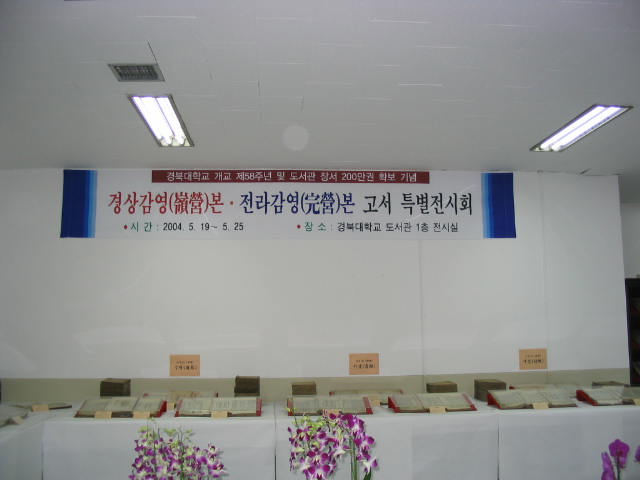 경북대학교 개교 제58주년 및 도서관 장서 200만권 확보 기념
경상감영(嶺營)본 · 전라감영(完營)본 고서 특별전시회
• 시 간 : 2004. 5. 19 ~ 5. 25 • 장 소 : 경북대학교 도서관 1층 전시실